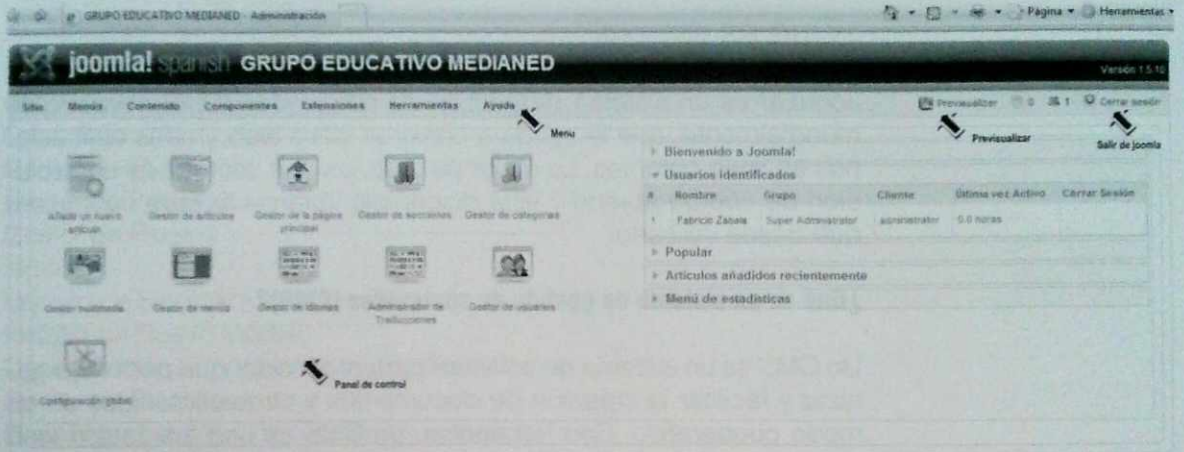 GRUPO EDUCATIVO MEDIANED - Administración
Página Herramientas
joomla! spanish GRUPO EDUCATIVO MEDIANED
Versión 1.5.10
Sitio Menús Contenido Componentes Extensiones Herramientas Ayuda
Previsualizar 0 1 Cerrar sesión
Menu
Previsualizar
Salir de joomla
Añadir un nuevo artículo
Gestor de artículos
Gestor de la página principal
Gestor de secciones
Gestor de categorías
Gestor multimedia
Gestor de menús
Gestor de idiomas
Administrador de Traducciones
Gestor de usuarios
Configuración global
Panel de control
Bienvenido a Joomla!
Usuarios identificados
# Nombre Grupo Cliente Última vez Activo Cerrar Sesión
1 Fabricio Zabala Super Administrator administrator 0.0 horas
Popular
Artículos añadidos recientemente
Menú de estadísticas